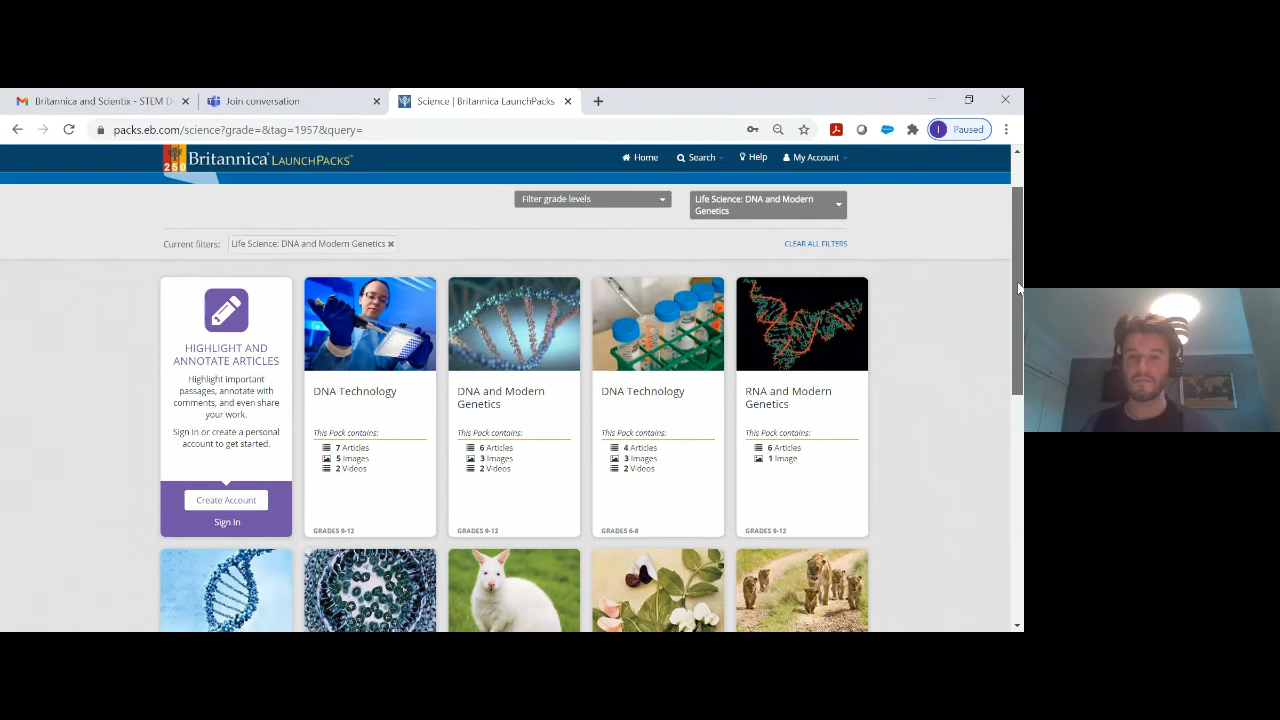 Britannica and Scientix - STEM D
Join conversation
Science | Britannica LaunchPacks
packs.eb.com/science?grade=&tag=1957&query=
I
Paused
250
Britannica LAUNCHPACKS
Home
Search
Help
My Account
Filter grade levels
Life Science: DNA and Modern
Genetics
Current filters:
Life Science: DNA and Modern Genetics
CLEAR ALL FILTERS
HIGHLIGHT AND
ANNOTATE ARTICLES
Highlight important
passages, annotate with
comments, and even share
your work.
Sign in or create a personal
account to get started.
Create Account
Sign In
DNA Technology
This Pack contains:
7 Articles
5 Images
2 Videos
GRADES 9-12
DNA and Modern
Genetics
This Pack contains:
6 Articles
3 Images
2 Videos
GRADES 9-12
DNA Technology
This Pack contains:
4 Articles
3 Images
2 Videos
GRADES 6-8
RNA and Modern
Genetics
This Pack contains:
6 Articles
1 Image
GRADES 9-12